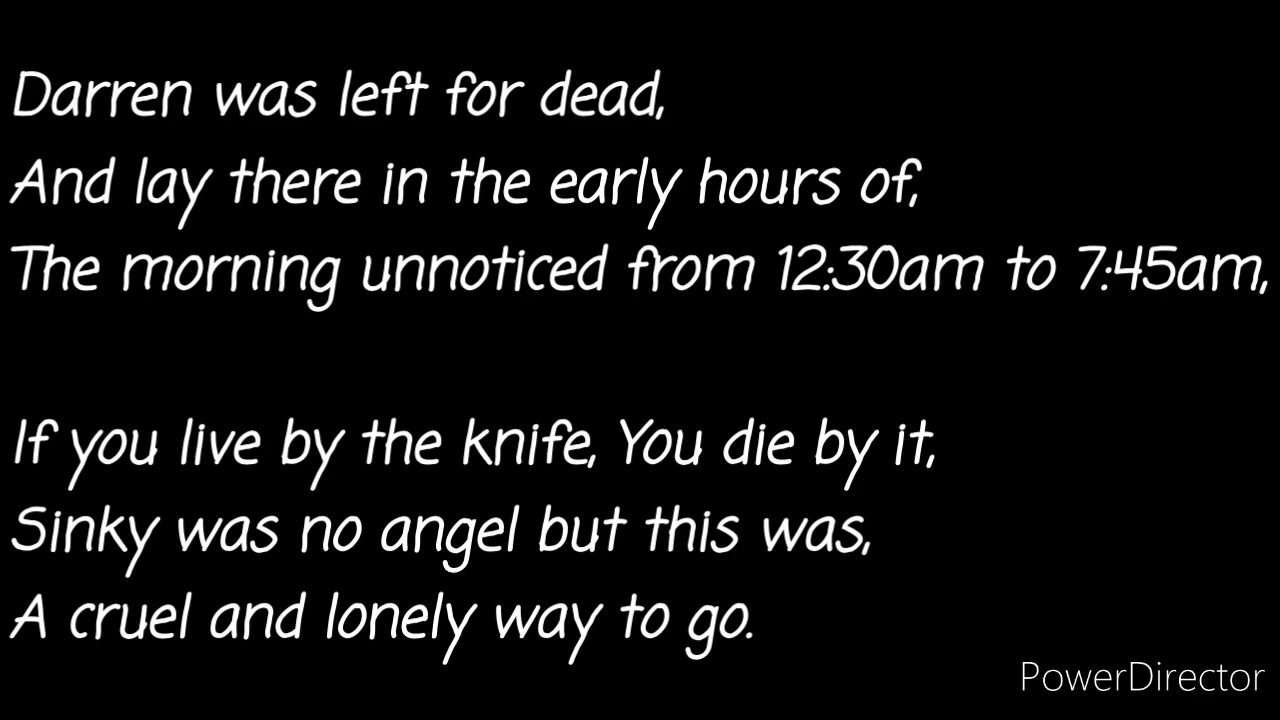 Darren was left for dead,
And lay there in the early hours of,
The morning unnoticed from 12:30am to 7:45am,
If you live by the knife, You die by it,
Sinky was no angel but this was,
A cruel and lonely way to go.
PowerDirector